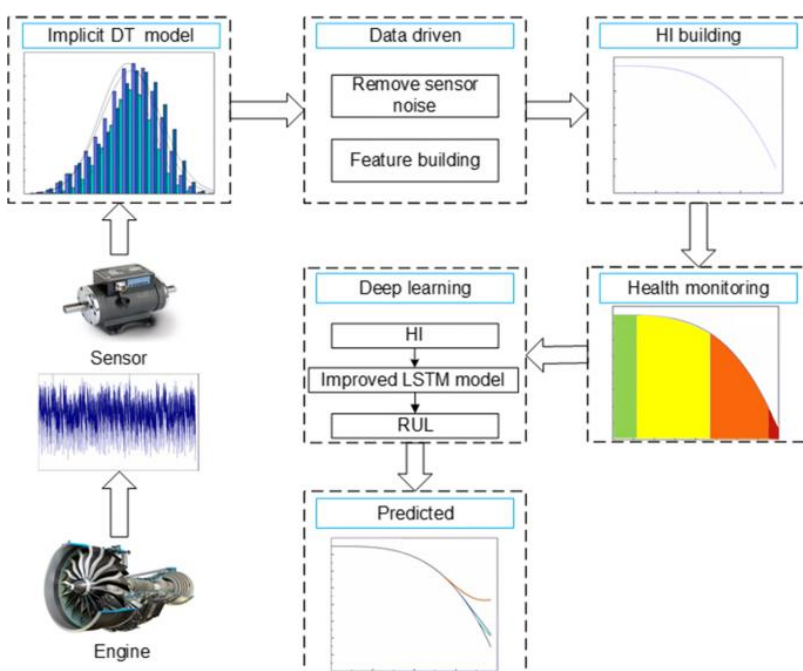 Implicit DT model
Data driven
Remove sensor
noise
Feature building
HI building
Health monitoring
Deep learning
HI
Improved LSTM model
RUL
Predicted
Sensor
Engine